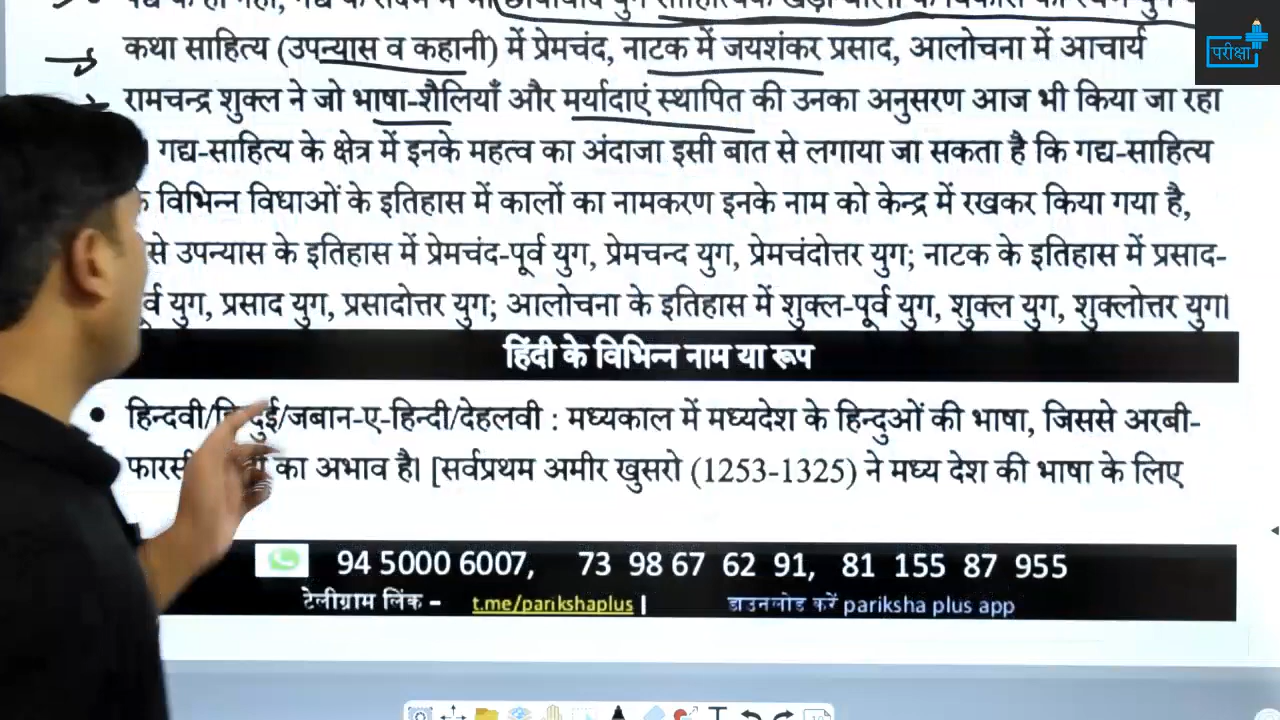 परीक्षा
कथा साहित्य (उपन्यास व कहानी) में प्रेमचंद, नाटक में जयशंकर प्रसाद, आलोचना में आचार्य
रामचन्द्र शुक्ल ने जो भाषा-शैलियाँ और मर्यादाएं स्थापित की उनका अनुसरण आज भी किया जा रहा
गद्य-साहित्य के क्षेत्र में इनके महत्व का अंदाजा इसी बात से लगाया जा सकता है कि गद्य-साहित्य
विभिन्न विधाओं के इतिहास में कालों का नामकरण इनके नाम को केन्द्र में रखकर किया गया है,
से उपन्यास के इतिहास में प्रेमचंद-पूर्व युग, प्रेमचन्द युग, प्रेमचंदोत्तर युग; नाटक के इतिहास में प्रसाद-
युग, प्रसाद युग, प्रसादोत्तर युग; आलोचना के इतिहास में शुक्ल-पूर्व युग, शुक्ल युग, शुक्लोत्तर युग।
हिंदी के विभिन्न नाम या रूप
• हिन्दवी/हिन्दुई/जबान-ए-हिन्दी/देहलवी : मध्यकाल में मध्यदेश के हिन्दुओं की भाषा, जिससे अरबी-
का अभाव है। [सर्वप्रथम अमीर खुसरो (1253-1325) ने मध्य देश की भाषा के लिए
94 5000 6007, 73 98 67 62 91, 81 155 87 955
टेलीग्राम लिंक – t.me/parikshaplus | डाउनलोड करें pariksha plus app